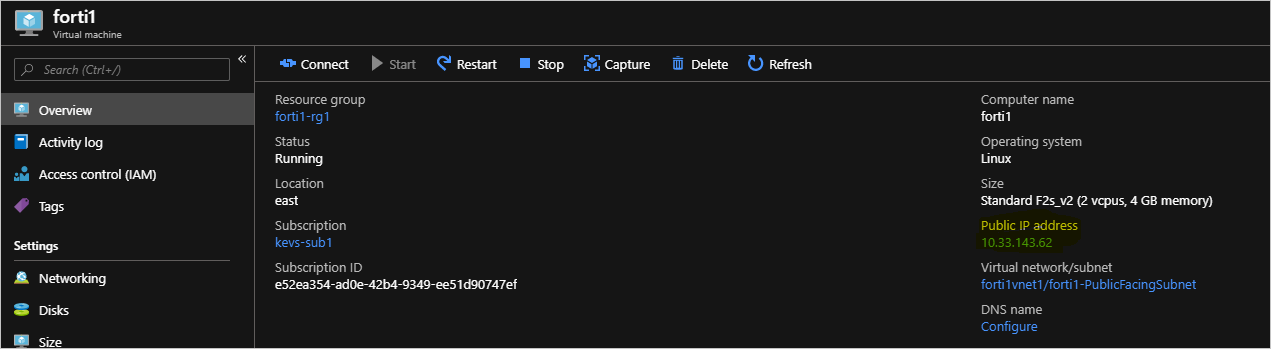 forti1
Virtual machine
Search (Ctrl+/)
«
Overview
Activity log
Access control (IAM)
Tags
Settings
Networking
Disks
Size
Connect
Start
Restart
Stop
Capture
Delete
Refresh
Resource group
forti1-rg1
Status
Running
Location
east
Subscription
kevs-sub1
Subscription ID
e52ea354-ad0e-42b4-9349-ee51d90747ef
Computer name
forti1
Operating system
Linux
Size
Standard F2s_v2 (2 vcpus, 4 GB memory)
Public IP address
10.33.143.62
Virtual network/subnet
forti1vnet1/forti1-PublicFacingSubnet
DNS name
Configure